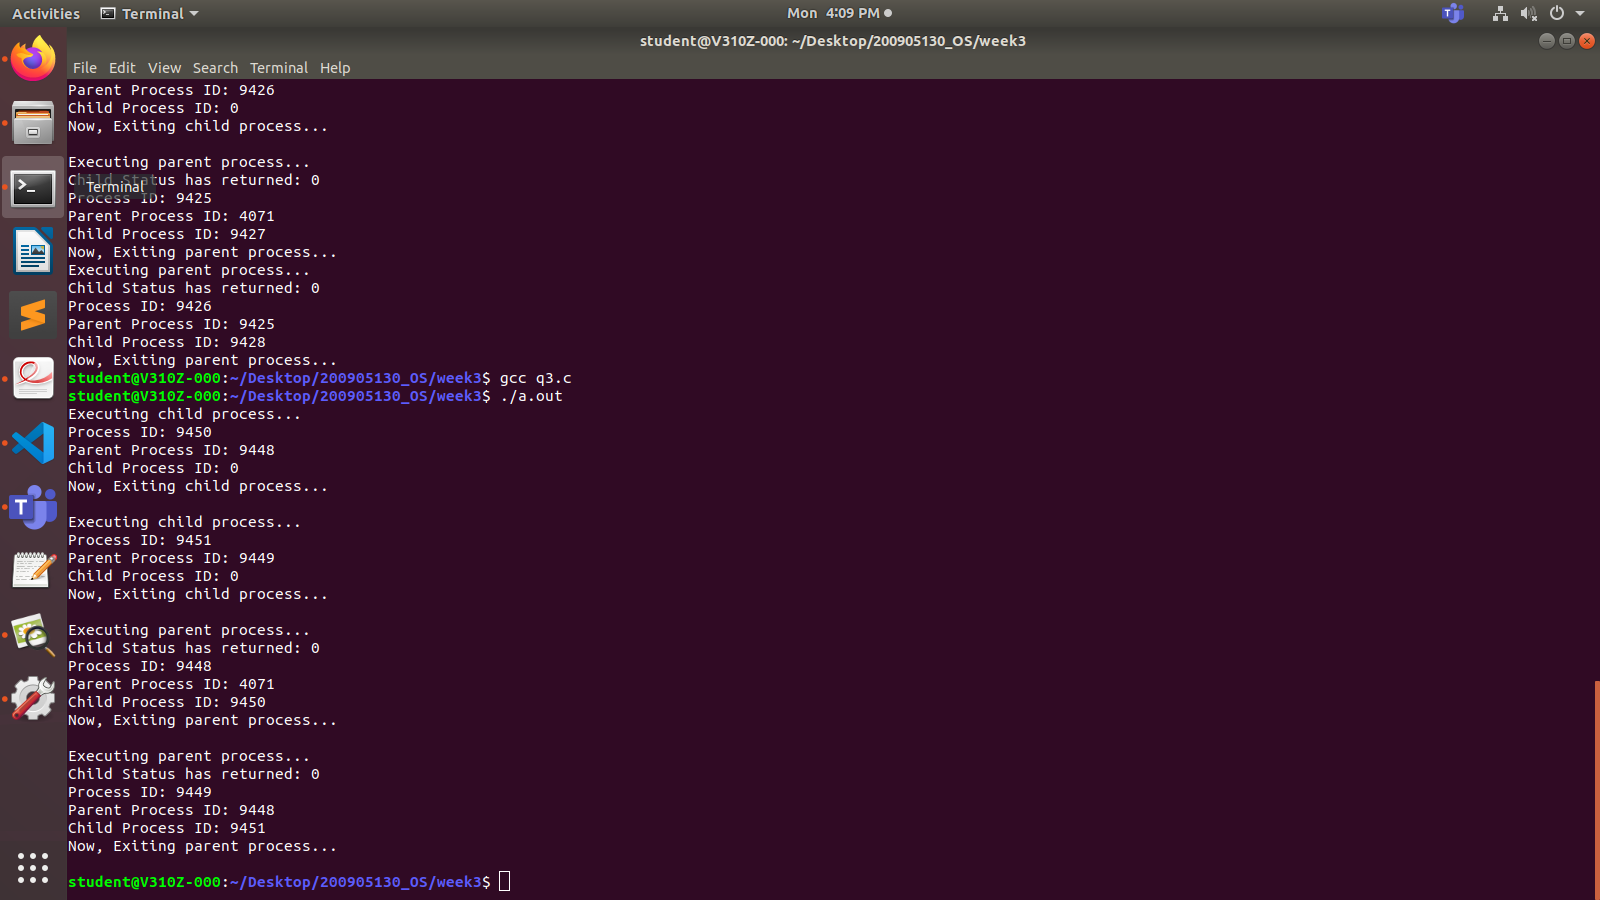 Activities Terminal Mon 4:09 PM
student@V310Z-000: ~/Desktop/200905130_OS/week3
File Edit View Search Terminal Help
Parent Process ID: 9426
Child Process ID: 0
Now, Exiting child process...
Executing parent process...
Child Status has returned: 0
Terminal
Process ID: 9425
Parent Process ID: 4071
Child Process ID: 9427
Now, Exiting parent process...
Executing parent process...
Child Status has returned: 0
Process ID: 9426
Parent Process ID: 9425
Child Process ID: 9428
Now, Exiting parent process...
student@V310Z-000:~/Desktop/200905130_OS/week3$ gcc q3.c
student@V310Z-000:~/Desktop/200905130_OS/week3$ ./a.out
Executing child process...
Process ID: 9450
Parent Process ID: 9448
Child Process ID: 0
Now, Exiting child process...
Executing child process...
Process ID: 9451
Parent Process ID: 9449
Child Process ID: 0
Now, Exiting child process...
Executing parent process...
Child Status has returned: 0
Process ID: 9448
Parent Process ID: 4071
Child Process ID: 9450
Now, Exiting parent process...
Executing parent process...
Child Status has returned: 0
Process ID: 9449
Parent Process ID: 9448
Child Process ID: 9451
Now, Exiting parent process...
student@V310Z-000:~/Desktop/200905130_OS/week3$